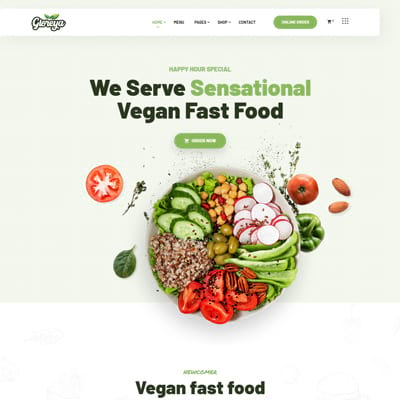 Gleneya
HOME MENU PAGES SHOP CONTACT ONLINE ORDER
HAPPY HOUR SPECIAL
We Serve Sensational
Vegan Fast Food
ORDER NOW
NEWCOMER
Vegan fast food